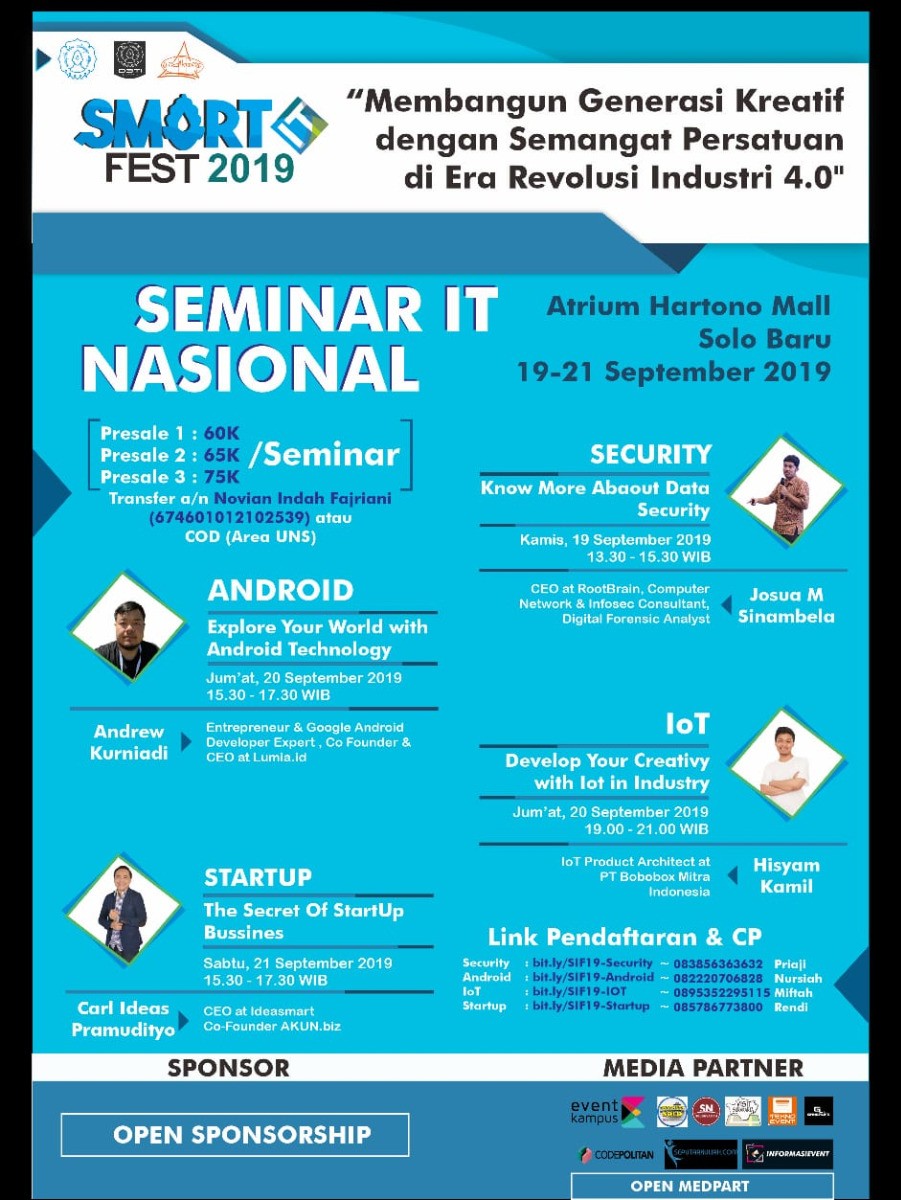 D3TI
SMART IT
FEST 2019
“Membangun Generasi Kreatif
dengan Semangat Persatuan
di Era Revolusi Industri 4.0"
SEMINAR IT
NASIONAL
Atrium Hartono Mall
Solo Baru
19-21 September 2019
Presale 1 : 60K
Presale 2 : 65K
Presale 3 : 75K
/Seminar
Transfer a/n Novian Indah Fajriani
(674601012102539) atau
COD (Area UNS)
SECURITY
Know More Abaout Data
Security
Kamis, 19 September 2019
13.30 - 15.30 WIB
CEO at RootBrain, Computer
Network & Infosec Consultant,
Digital Forensic Analyst
Josua M
Sinambela
ANDROID
Explore Your World with
Android Technology
Jum’at, 20 September 2019
15.30 - 17.30 WIB
Andrew
Kurniadi
Entrepreneur & Google Android
Developer Expert , Co Founder &
CEO at Lumia.id
IoT
Develop Your Creativy
with Iot in Industry
Jum’at, 20 September 2019
19.00 - 21.00 WIB
IoT Product Architect at
PT Bobobox Mitra
Indonesia
Hisyam
Kamil
STARTUP
The Secret Of StartUp
Bussines
Sabtu, 21 September 2019
15.30 - 17.30 WIB
Carl Ideas
Pramudityo
CEO at Ideasmart
Co-Founder AKUN.biz
Link Pendaftaran & CP
Security : bit.ly/SIF19-Security ~ 083856363632 Priaji
Android : bit.ly/SIF19-Android ~ 082220706828 Nursiah
IoT : bit.ly/SIF19-IOT ~ 0895352295115 Miftah
Startup : bit.ly/SIF19-Startup ~ 085786773800 Rendi
SPONSOR
MEDIA PARTNER
OPEN SPONSORSHIP
event
kampus
SN
TEKNO
EVENT
CODEPOLITAN
INFORMASIEVENT
OPEN MEDPART